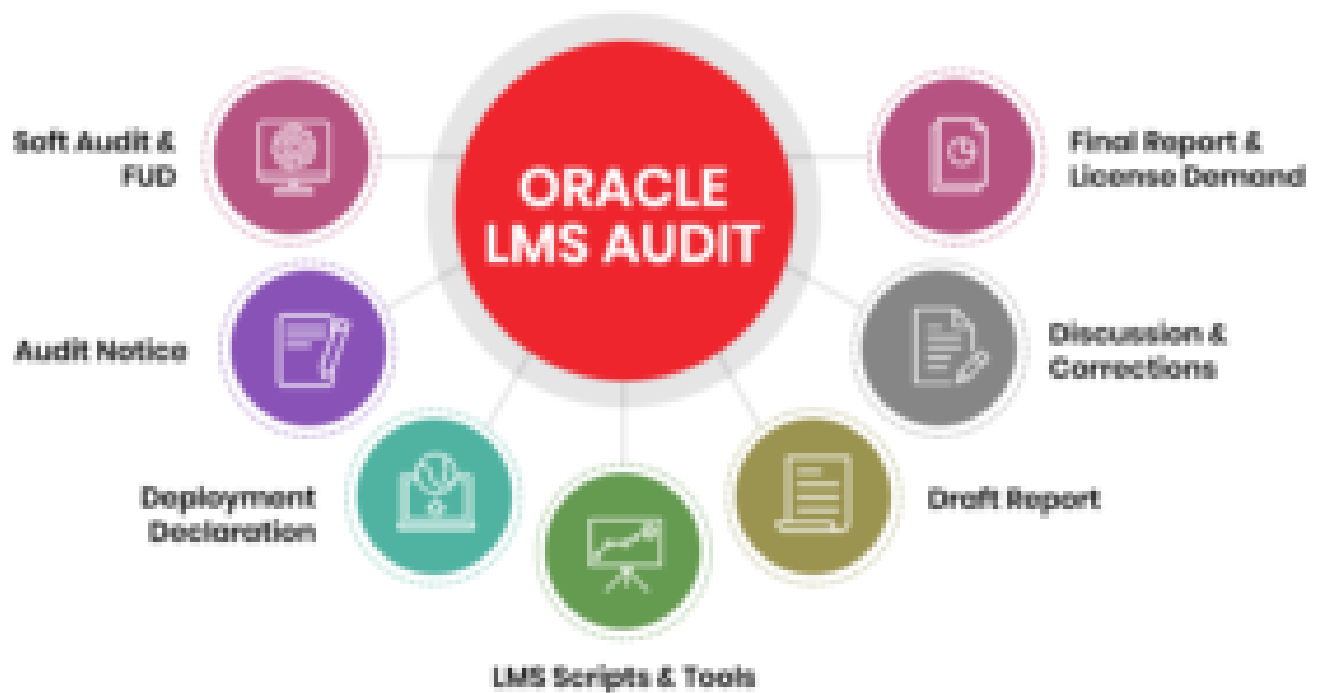 ORACLE
LMS AUDIT
Soft Audit &
FUD
Audit Notice
Deployment
Declaration
LMS Scripts & Tools
Draft Report
Discussion &
Corrections
Final Report &
License Demand